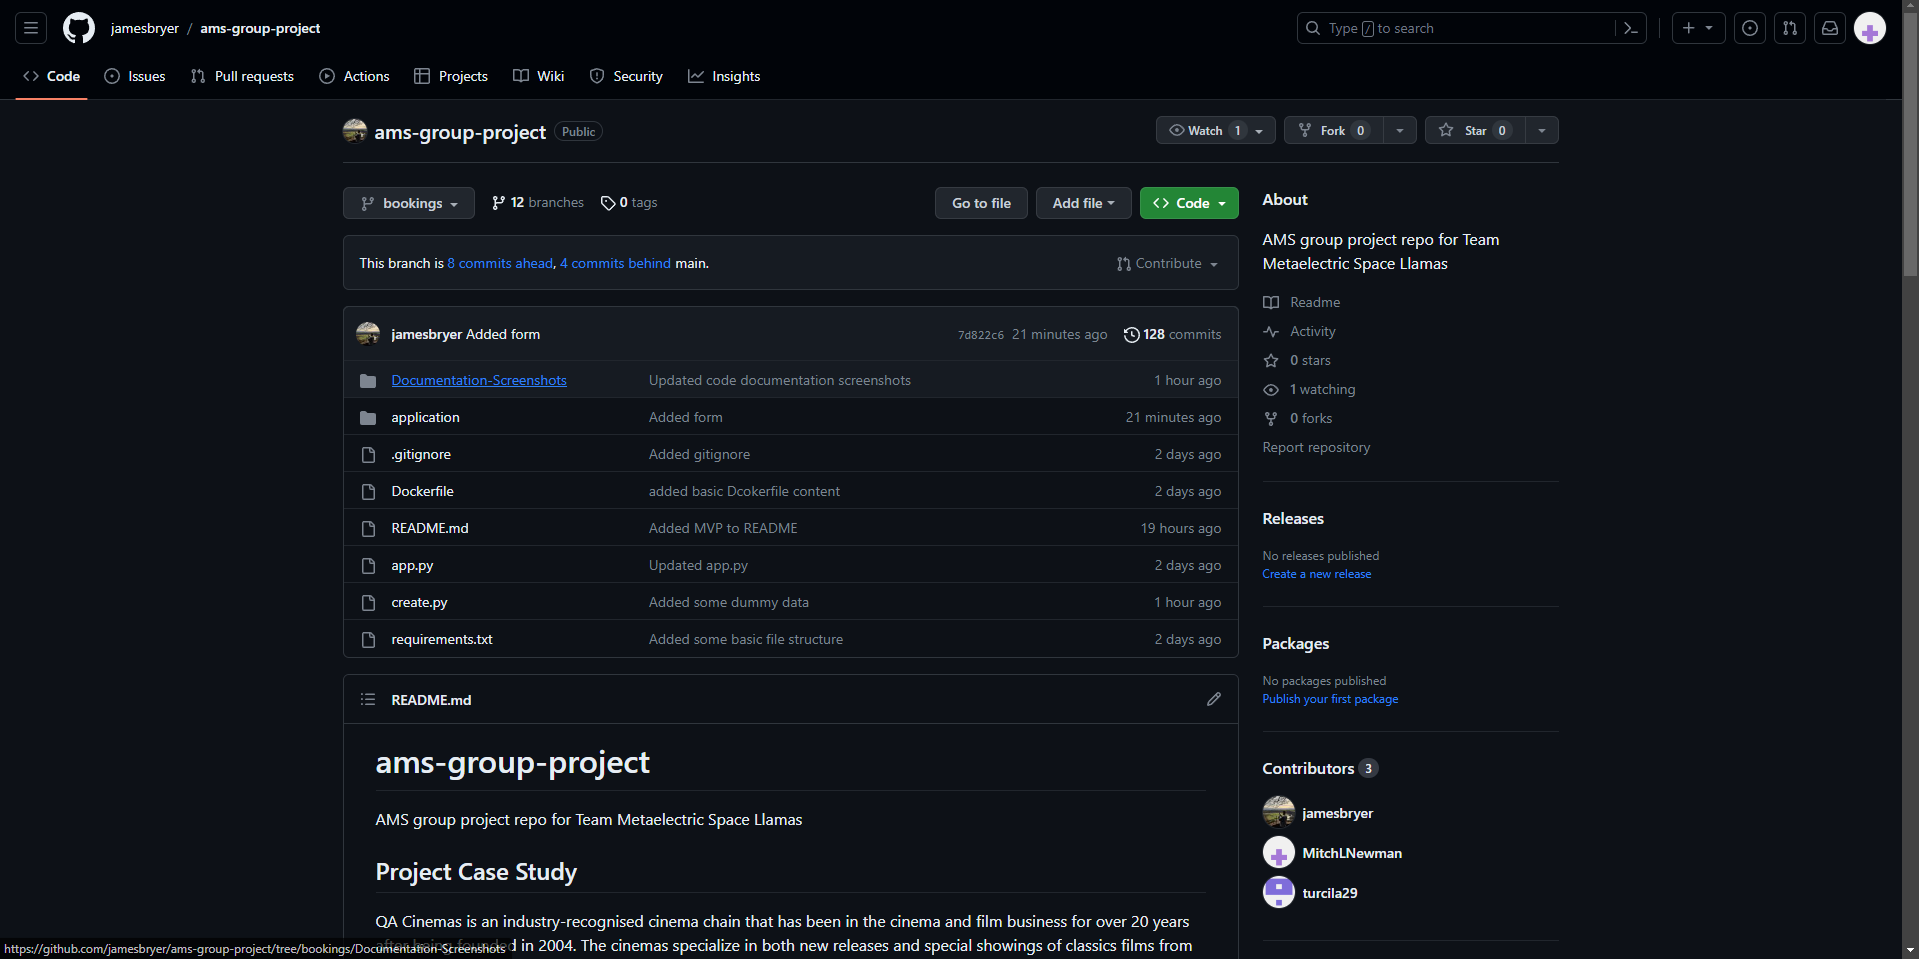 jamesbryer / ams-group-project
Type / to search
Code Issues Pull requests Actions Projects Wiki Security Insights
ams-group-project Public
Watch 1 Fork 0 Star 0
bookings 12 branches 0 tags Go to file Add file Code
This branch is 8 commits ahead, 4 commits behind main. Contribute
jamesbryer Added form 7d822c6 21 minutes ago 128 commits
Documentation-Screenshots Updated code documentation screenshots 1 hour ago
application Added form 21 minutes ago
.gitignore Added gitignore 2 days ago
Dockerfile added basic Dcokerfile content 2 days ago
README.md Added MVP to README 19 hours ago
app.py Updated app.py 2 days ago
create.py Added some dummy data 1 hour ago
requirements.txt Added some basic file structure 2 days ago
README.md
ams-group-project
AMS group project repo for Team Metaelectric Space Llamas
Project Case Study
QA Cinemas is an industry-recognised cinema chain that has been in the cinema and film business for over 20 years
after being founded in 2004. The cinemas specialize in both new releases and special showings of classics films from
About
AMS group project repo for Team
Metaelectric Space Llamas
Readme
Activity
0 stars
1 watching
0 forks
Report repository
Releases
No releases published
Create a new release
Packages
No packages published
Publish your first package
Contributors 3
jamesbryer
MitchLNewman
turcila29
https://github.com/jamesbryer/ams-group-project/tree/bookings/Documentation-Screenshots